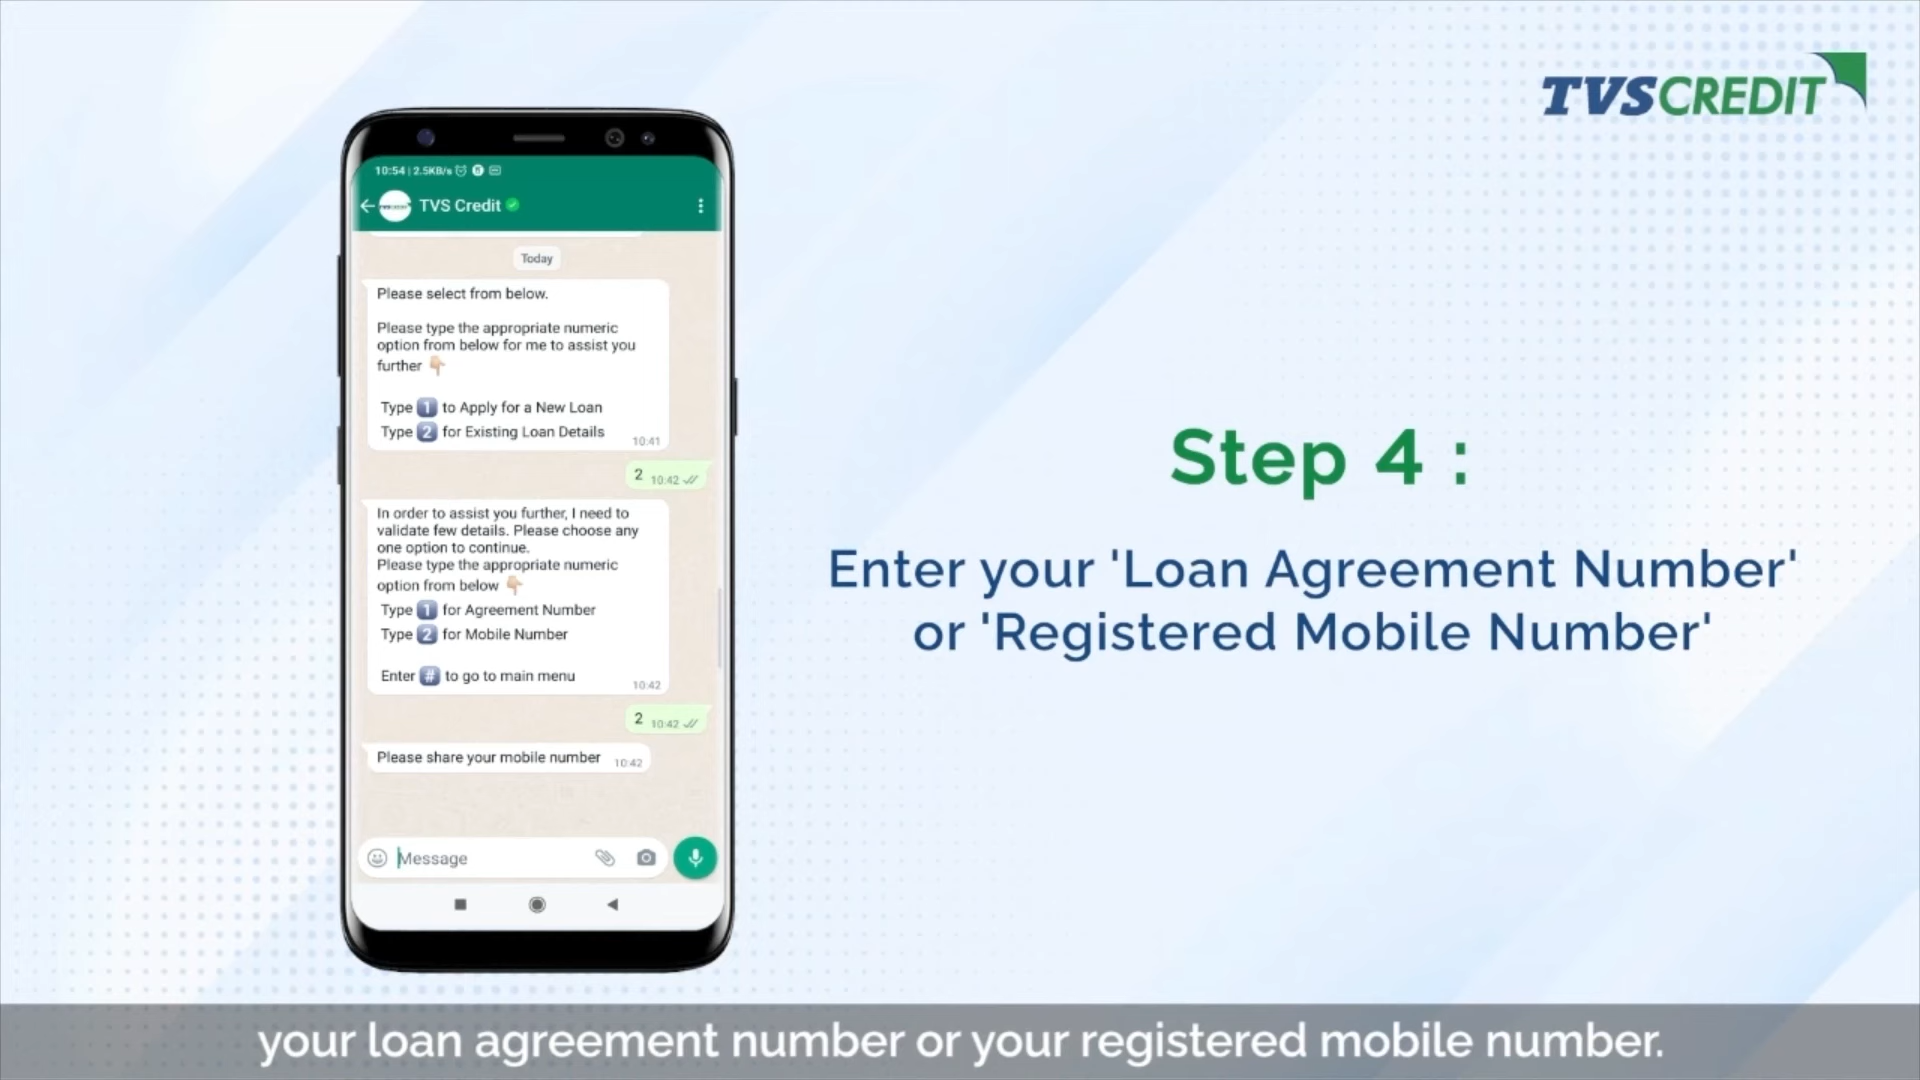 TVS CREDIT
10:54 | 2.5KB/s
TVS Credit
Today
Please select from below.
Please type the appropriate numeric
option from below for me to assist you
further 👇🏻
Type 1️⃣ to Apply for a New Loan
Type 2️⃣ for Existing Loan Details
10:41
2 10:42
In order to assist you further, I need to
validate few details. Please choose any
one option to continue.
Please type the appropriate numeric
option from below 👇🏻
Type 1️⃣ for Agreement Number
Type 2️⃣ for Mobile Number
Enter #️⃣ to go to main menu
10:42
2 10:42
Please share your mobile number 10:42
Message
Step 4 :
Enter your 'Loan Agreement Number'
or 'Registered Mobile Number'
your loan agreement number or your registered mobile number.